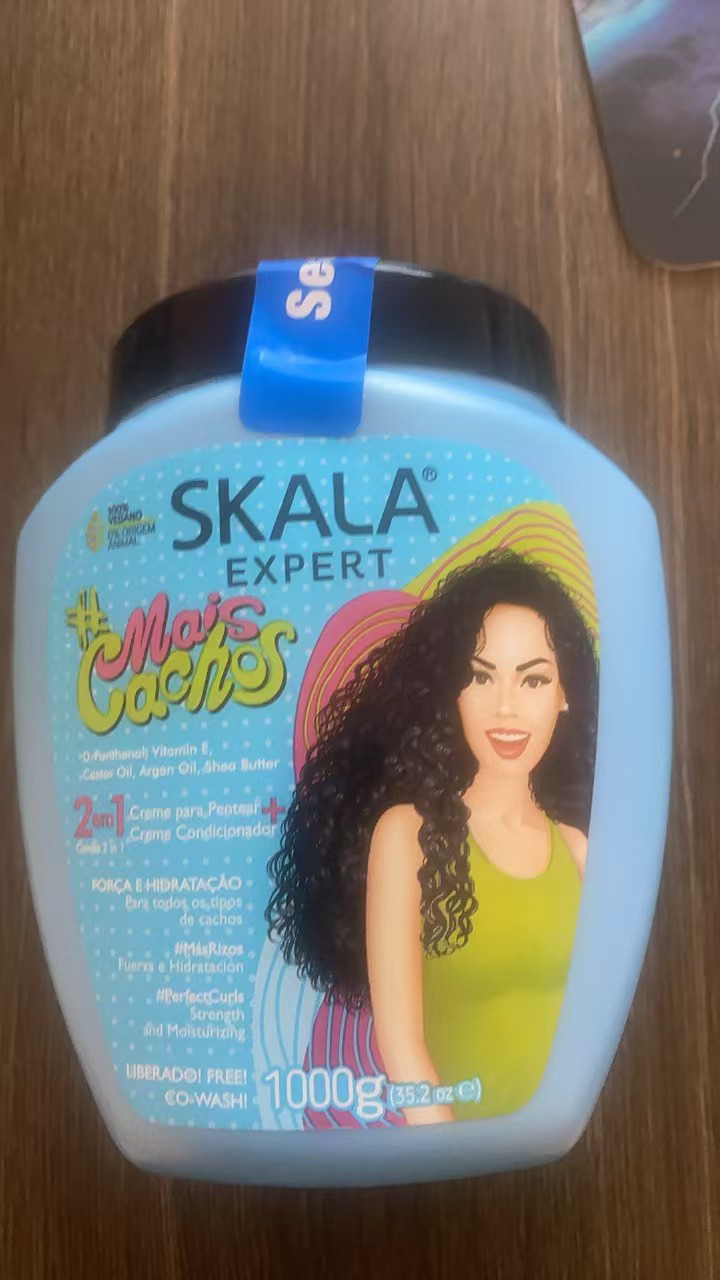 Se
SKALA®
EXPERT
100%
VEGANO
0% ORIGEM
ANIMAL
#Mais
Cachos
D-Panthenol, Vitamin E,
Castor Oil, Argan Oil, Shea Butter
2em1 Creme para Pentear +
Creme Condicionador
FORÇA E HIDRATAÇÃO
Para todos os tipos
de cachos
#MásRizos
Fuerza e Hidratación
#PerfectCurls
Strength
and Moisturizing
LIBERADO! FREE!
CO-WASH!
1000g (35.2 oz ℮)